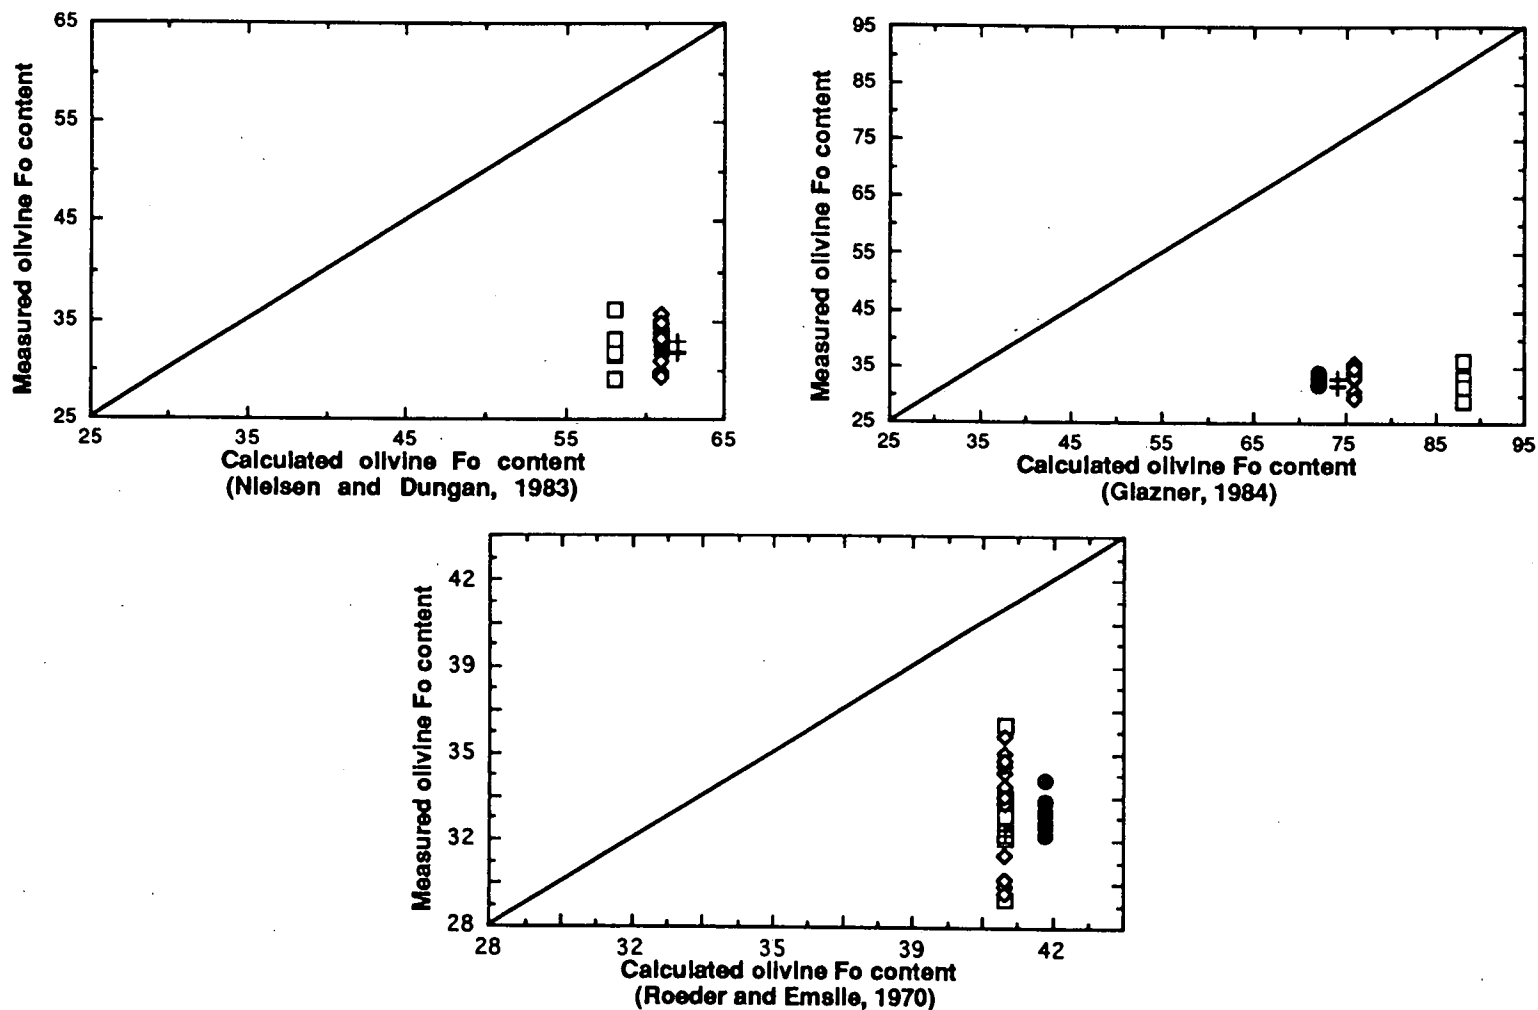 65
55
45
35
25
Measured olivine Fo content
25 35 45 55 65
Calculated olivine Fo content
(Nielsen and Dungan, 1983)
95
85
75
65
55
45
35
25
Measured olivine Fo content
25 35 45 55 65 75 85 95
Calculated olivine Fo content
(Glazner, 1984)
42
39
35
32
28
Measured olivine Fo content
28 32 35 39 42
Calculated olivine Fo content
(Roeder and Emslie, 1970)